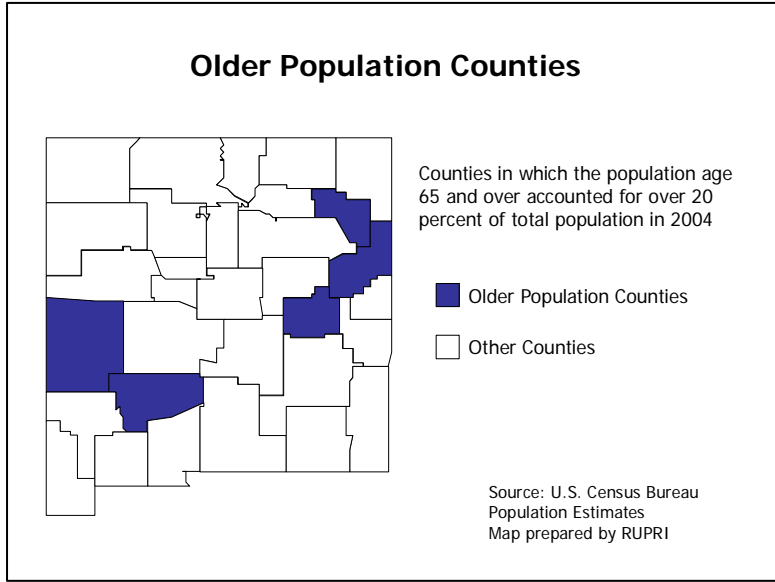 Older Population Counties
Counties in which the population age
65 and over accounted for over 20
percent of total population in 2004
Older Population Counties
Other Counties
Source: U.S. Census Bureau
Population Estimates
Map prepared by RUPRI